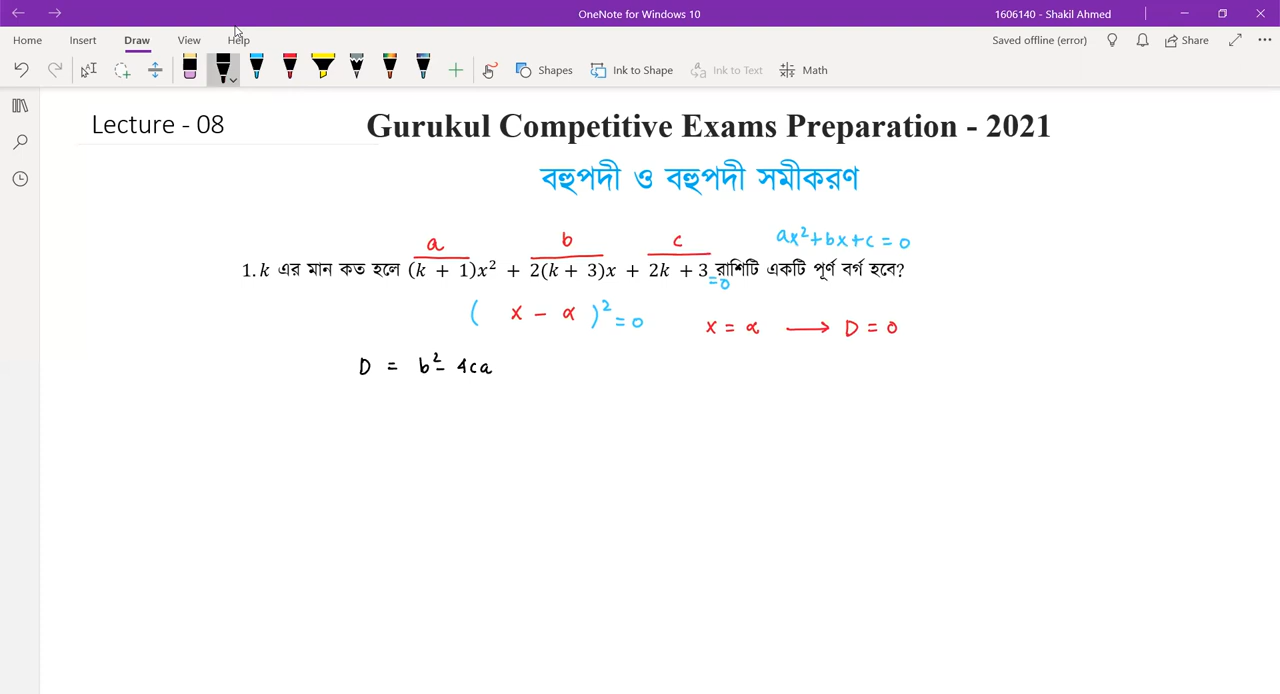 OneNote for Windows 10
1606140 - Shakil Ahmed
Home Insert Draw View Help
Saved offline (error) Share
Shapes Ink to Shape Ink to Text Math
Lecture - 08
Gurukul Competitive Exams Preparation - 2021
বহুপদী ও বহুপদী সমীকরণ
a b c ax²+bx+c=0
1. k এর মান কত হলে (k + 1)x² + 2(k + 3)x + 2k + 3 রাশিটি একটি পূর্ণ বর্গ হবে?
=0
( x - α )² = 0 x = α ⟶ D = 0
D = b² - 4ca